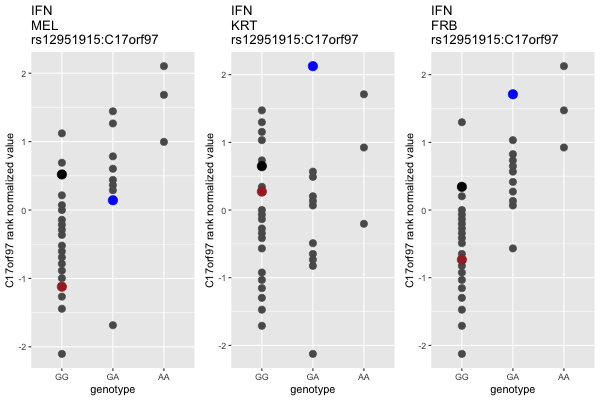 IFN
MEL
rs12951915:C17orf97
C17orf97 rank normalized value
2
1
0
-1
-2
GG
GA
AA
genotype
IFN
KRT
rs12951915:C17orf97
C17orf97 rank normalized value
2
1
0
-1
-2
GG
GA
AA
genotype
IFN
FRB
rs12951915:C17orf97
C17orf97 rank normalized value
2
1
0
-1
-2
GG
GA
AA
genotype